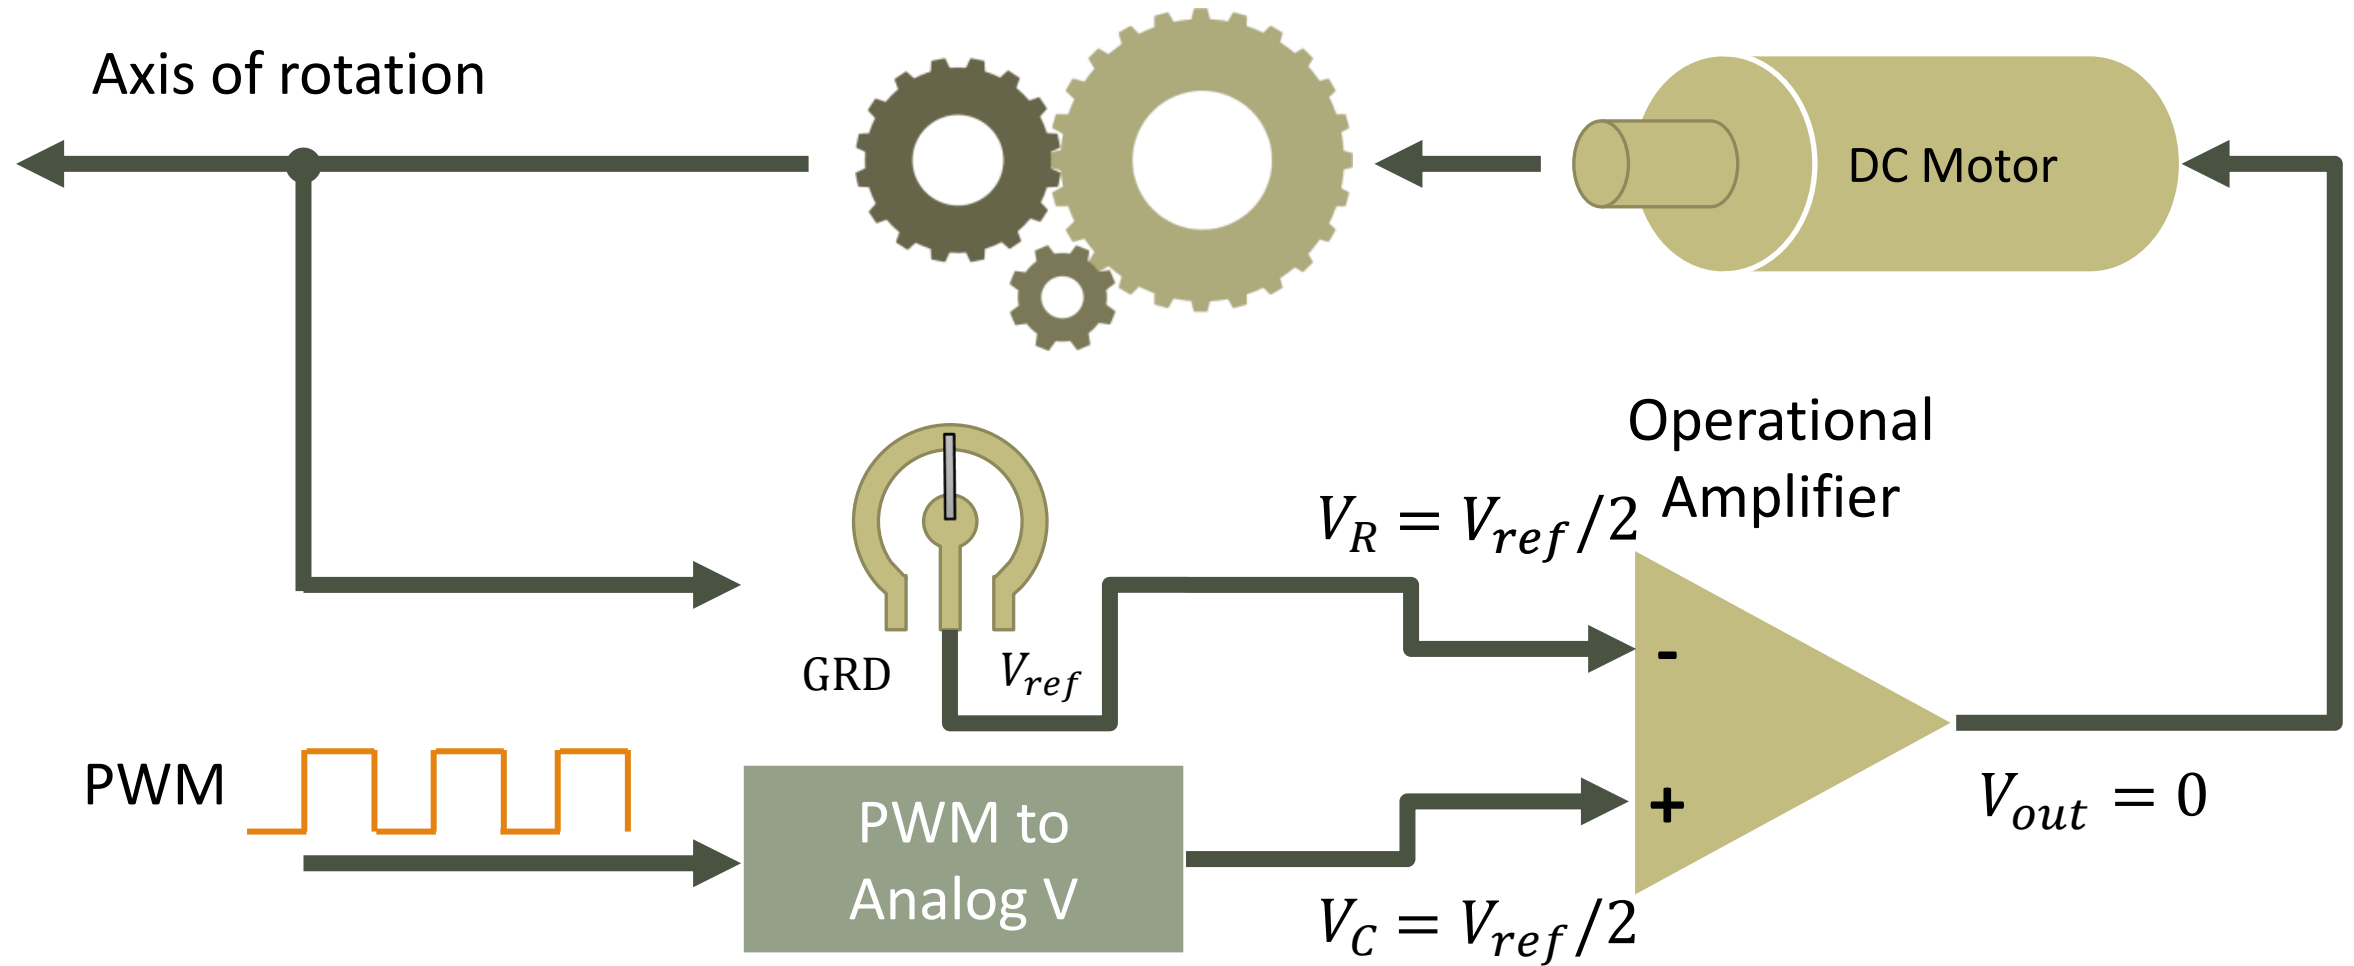 Axis of rotation
DC Motor
Operational
Amplifier
V_R = V_ref/2
-
GRD
V_ref
PWM
PWM to
Analog V
+
V_out = 0
V_C = V_ref/2